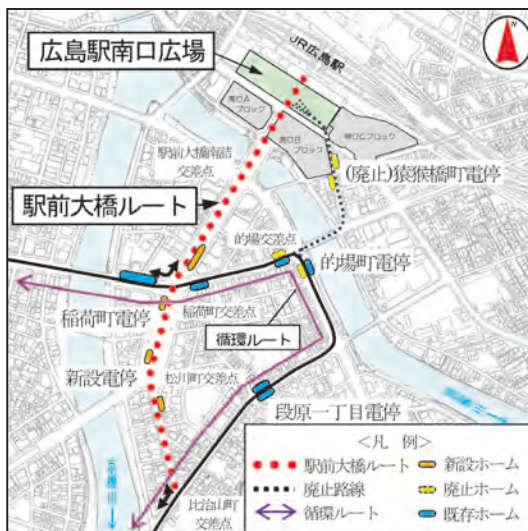 広島駅南口広場
JR広島駅
N
南口A
ブロック
南口B
ブロック
南口Cブロック
駅前大橋南詰
交差点
(廃止)猿猴橋町電停
駅前大橋ルート
的場交差点
的場町電停
稲荷町電停
稲荷町交差点
循環ルート
新設電停
松川町交差点
段原一丁目電停
比治山町
交差点
<凡 例>
駅前大橋ルート
新設ホーム
廃止路線
廃止ホーム
循環ルート
既存ホーム